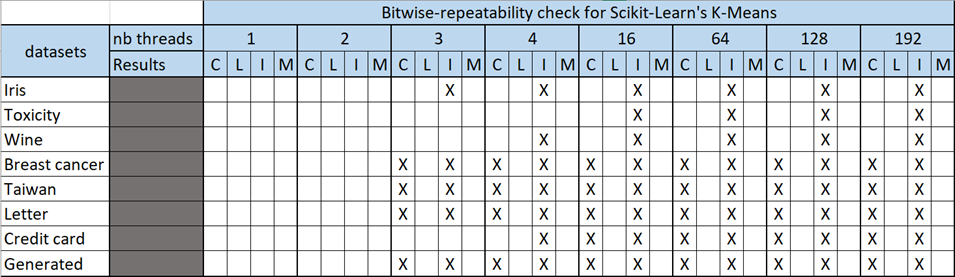 Bitwise-repeatability check for Scikit-Learn's K-Means
datasets nb threads 1 2 3 4 16 64 128 192
Results C L I M C L I M C L I M C L I M C L I M C L I M C L I M C L I M
Iris X X X X X X
Toxicity X X X X
Wine X X X X X
Breast cancer X X X X X X X X X X X X
Taiwan X X X X X X X X X X X X
Letter X X X X X X X X X X X X
Credit card X X X X X X X X X
Generated X X X X X X X X X X X X